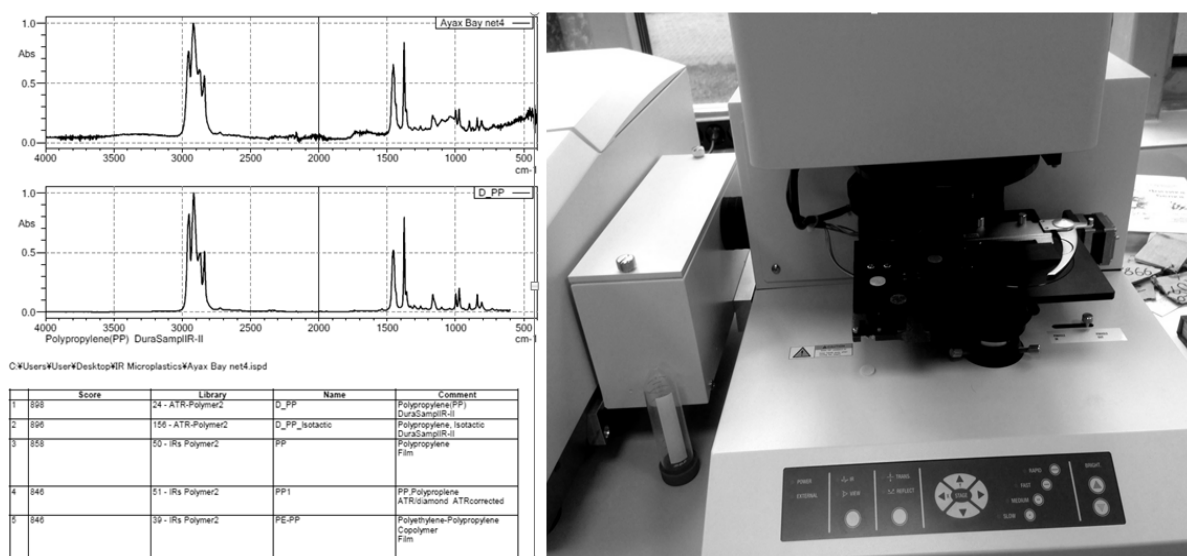 Ayax Bay net4
1.0
Abs
0.5
0.0
4000 3500 3000 2500 2000 1500 1000 500
cm-1
D_PP
1.0
Abs
0.5
0.0
4000 3500 3000 2500 2000 1500 1000 500
Polypropylene(PP) DuraSamplIR-II cm-1
C:¥Users¥User¥Desktop¥IR Microplastics¥Ayax Bay net4.ispd
Score Library Name Comment
1 898 24 - ATR-Polymer2 D_PP Polypropylene(PP)
DuraSamplIR-II
2 896 156 - ATR-Polymer2 D_PP_Isotactic Polypropylene, Isotactic
DuraSamplIR-II
3 858 50 - IRs Polymer2 PP Polypropylene
Film
4 846 51 - IRs Polymer2 PP1 PP,Polyproplene
ATR/diamond ATRcorrected
5 846 39 - IRs Polymer2 PE-PP Polyethylene-Polypropylene
Copolymer
Film
POWER
EXTERNAL
IR
VIEW
TRANS.
REFLECT
STAGE
RAPID
FAST
MEDIUM
SLOW
BRIGHT
866